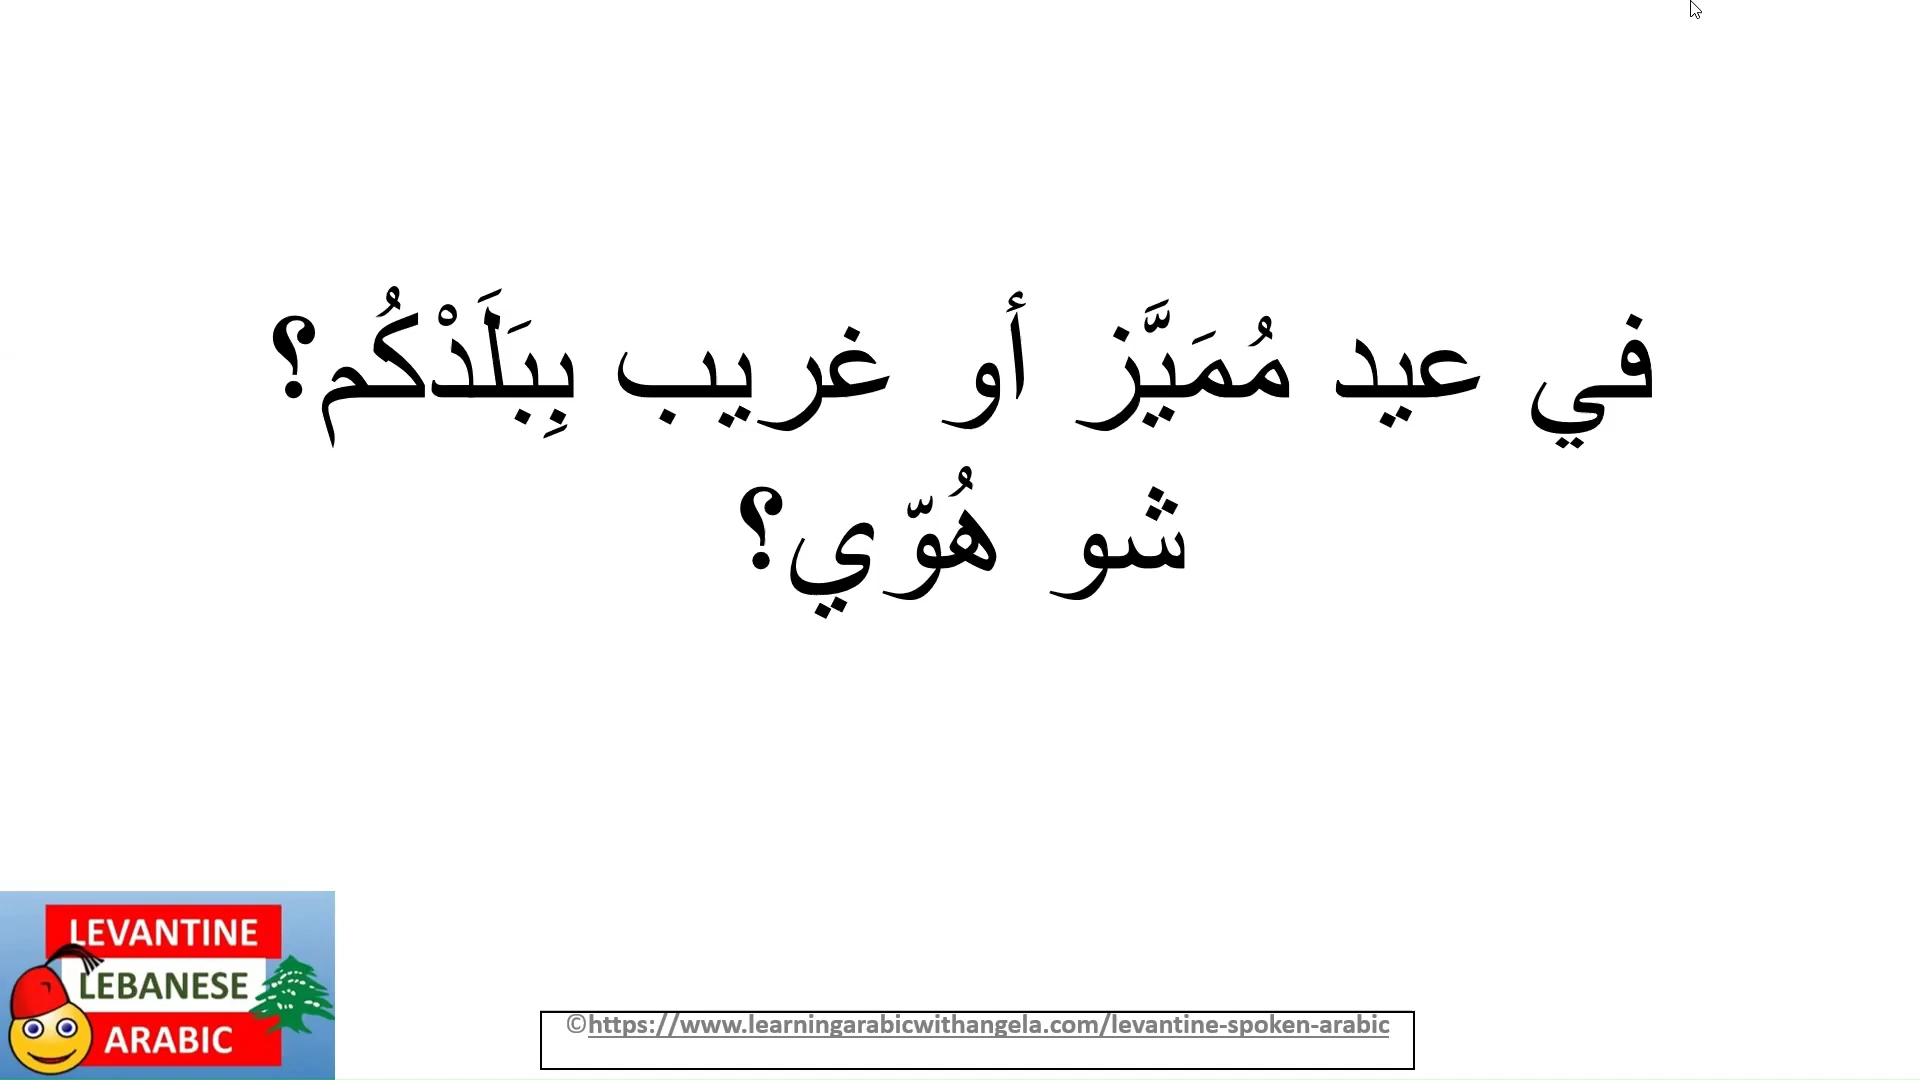 في عيد مُمَيَّز أو غريب بِبَلَدْكُم؟
شو هُوّي؟
LEVANTINE
LEBANESE
ARABIC
©https://www.learningarabicwithangela.com/levantine-spoken-arabic